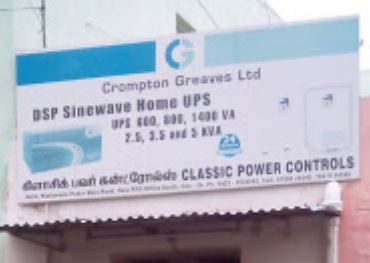 Crompton Greaves Ltd
DSP Sinewave Home UPS
UPS 600, 800, 1400 VA
2.5, 3.5 and 5 KVA
24
கிளாசிக் பவர் கன்ட்ரோல்ஸ் CLASSIC POWER CONTROLS